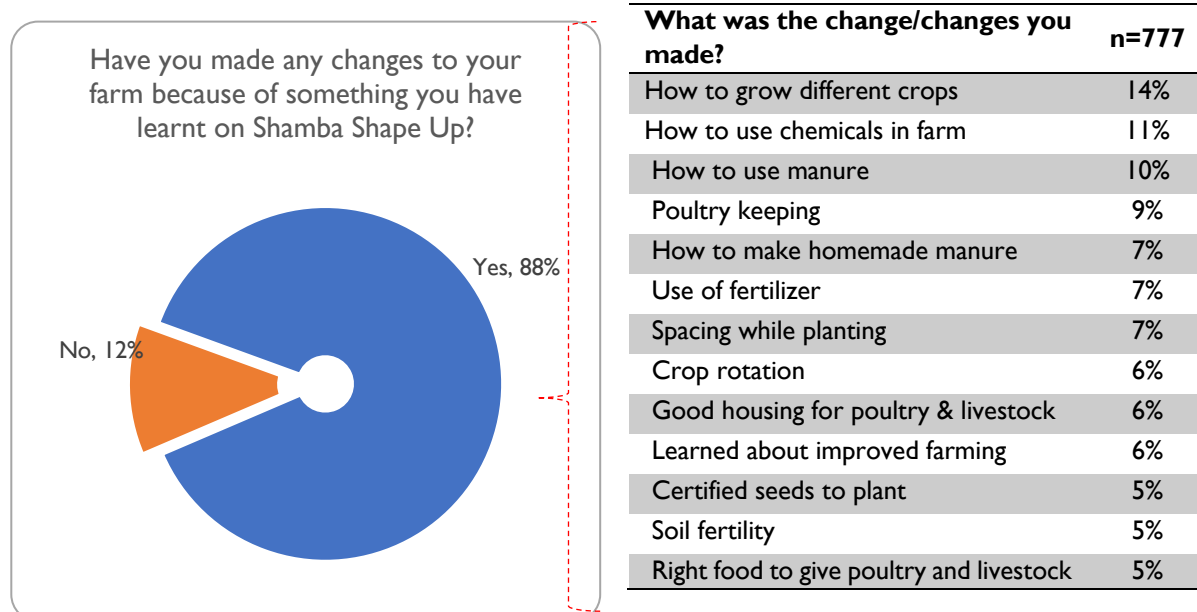 Have you made any changes to your
farm because of something you have
learnt on Shamba Shape Up?
Yes, 88%
No, 12%
What was the change/changes you
made?
n=777
How to grow different crops 14%
How to use chemicals in farm 11%
How to use manure 10%
Poultry keeping 9%
How to make homemade manure 7%
Use of fertilizer 7%
Spacing while planting 7%
Crop rotation 6%
Good housing for poultry & livestock 6%
Learned about improved farming 6%
Certified seeds to plant 5%
Soil fertility 5%
Right food to give poultry and livestock 5%